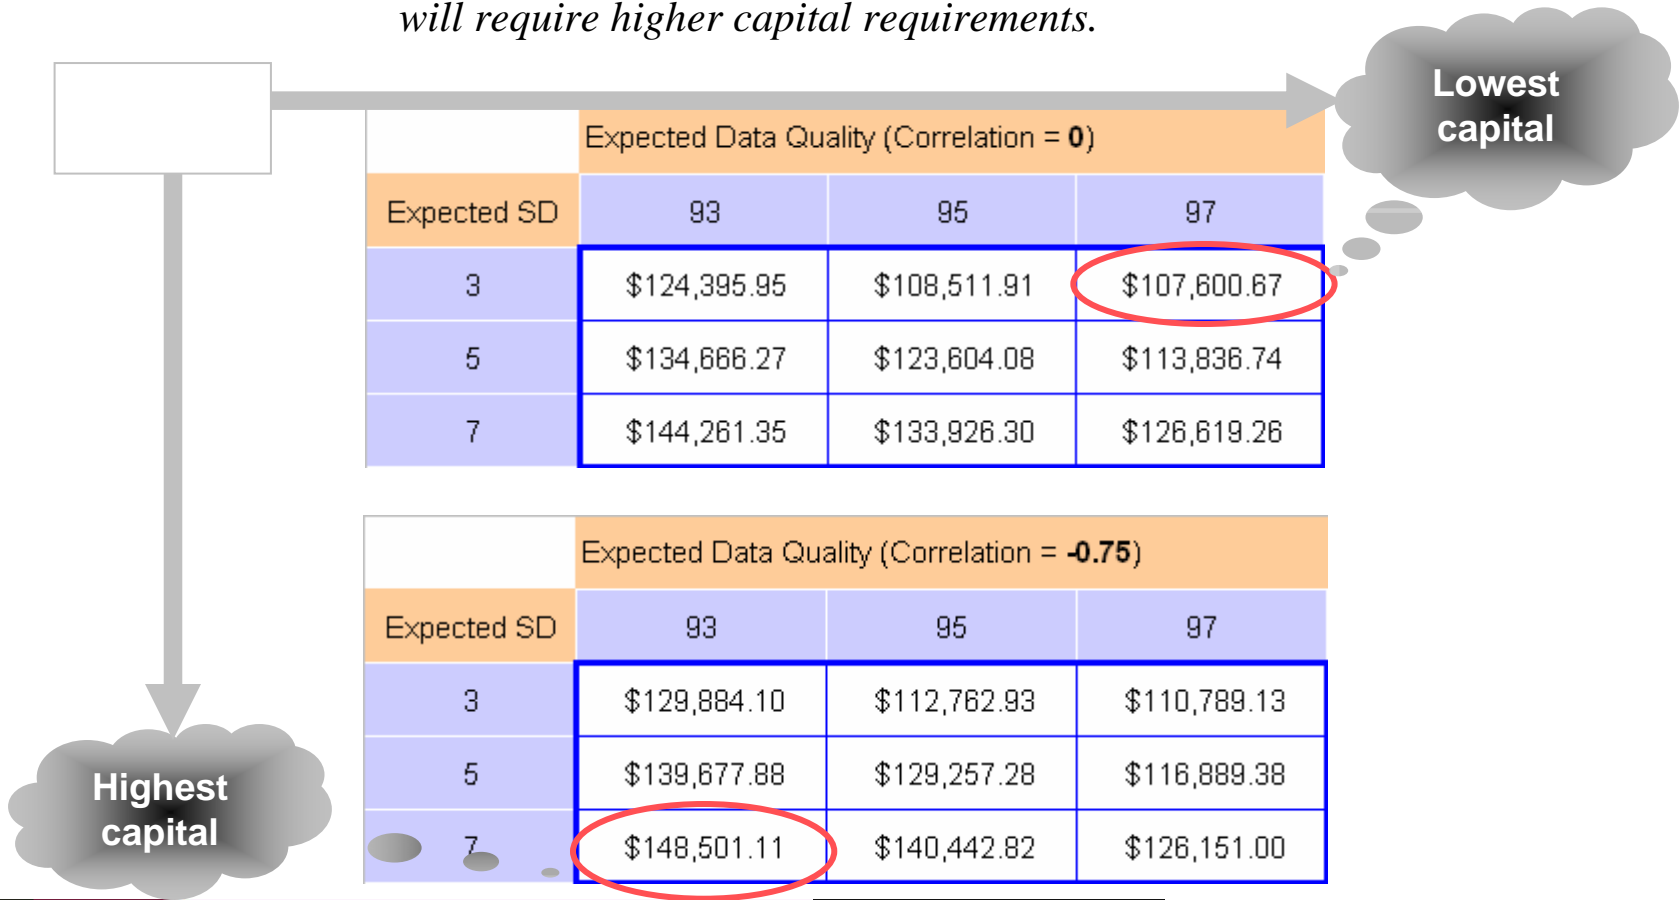 will require higher capital requirements.
Lowest
capital
Expected Data Quality (Correlation = 0)
Expected SD 93 95 97
3 $124,395.95 $108,511.91 $107,600.67
5 $134,666.27 $123,604.08 $113,836.74
7 $144,261.35 $133,926.30 $126,619.26
Expected Data Quality (Correlation = -0.75)
Expected SD 93 95 97
3 $129,884.10 $112,762.93 $110,789.13
5 $139,677.88 $129,257.28 $116,889.38
7 $148,501.11 $140,442.82 $126,151.00
Highest
capital